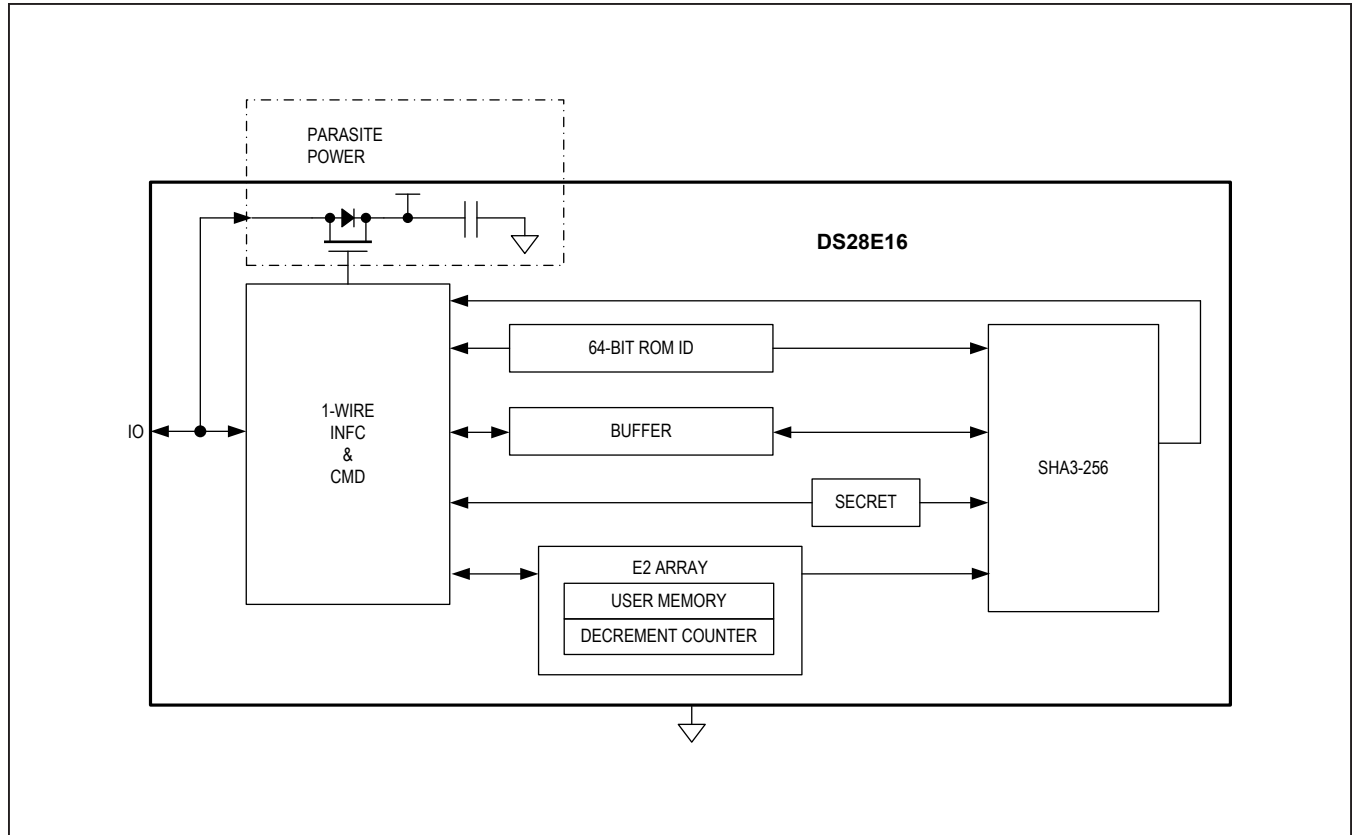 PARASITE
POWER
DS28E16
64-BIT ROM ID
1-WIRE
INFC
&
CMD
IO
BUFFER
SHA3-256
SECRET
E2 ARRAY
USER MEMORY
DECREMENT COUNTER